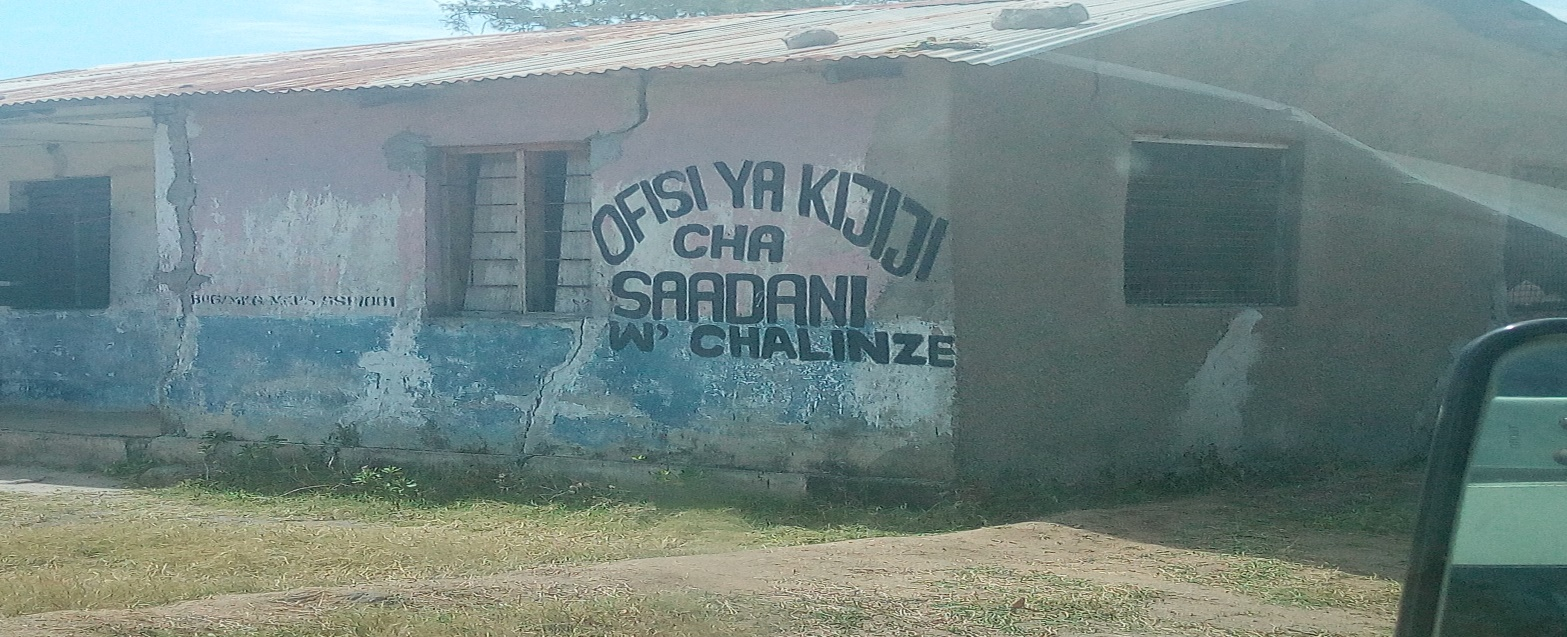 OFISI YA KIJIJI
CHA
SAADANI
W' CHALINZE